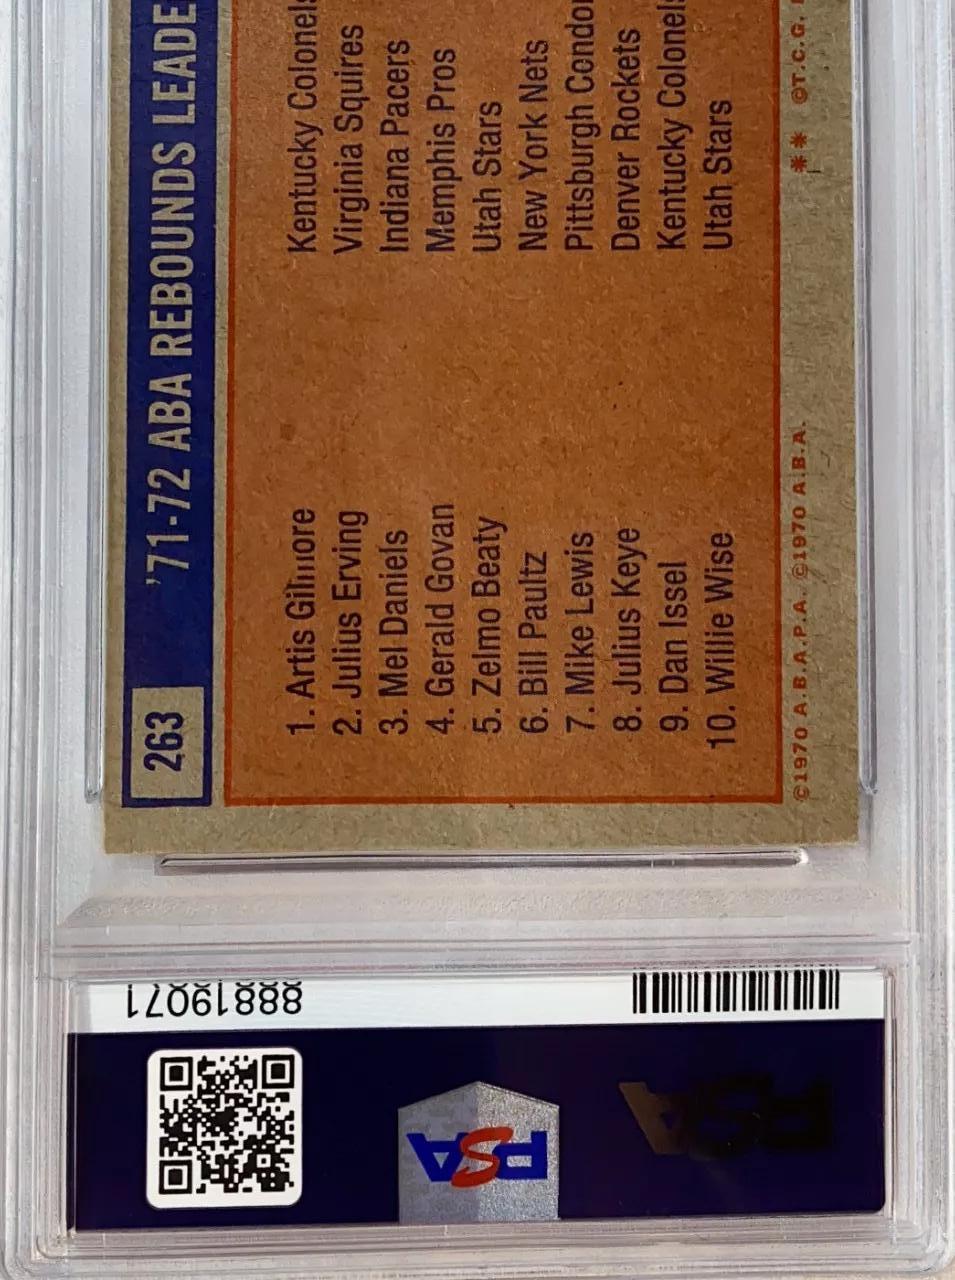 263 '71-72 ABA REBOUNDS LEADE
1. Artis Gilmore Kentucky Colonels
2. Julius Erving Virginia Squires
3. Mel Daniels Indiana Pacers
4. Gerald Govan Memphis Pros
5. Zelmo Beaty Utah Stars
6. Bill Paultz New York Nets
7. Mike Lewis Pittsburgh Condo
8. Julius Keye Denver Rockets
9. Dan Issel Kentucky Colonels
10. Willie Wise Utah Stars
©1970 A.B.A.P.A. ©1970 A.B.A. ** ©T.C.G.
88819071
PSA
PSA